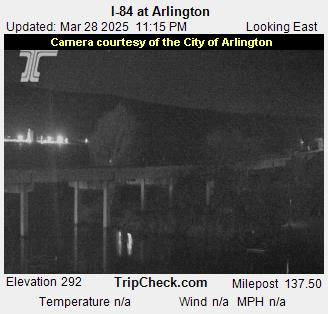 I-84 at Arlington
Updated: Mar 28 2025 11:15 PM Looking East
Camera courtesy of the City of Arlington
Elevation 292 TripCheck.com Milepost 137.50
Temperature n/a Wind n/a MPH n/a